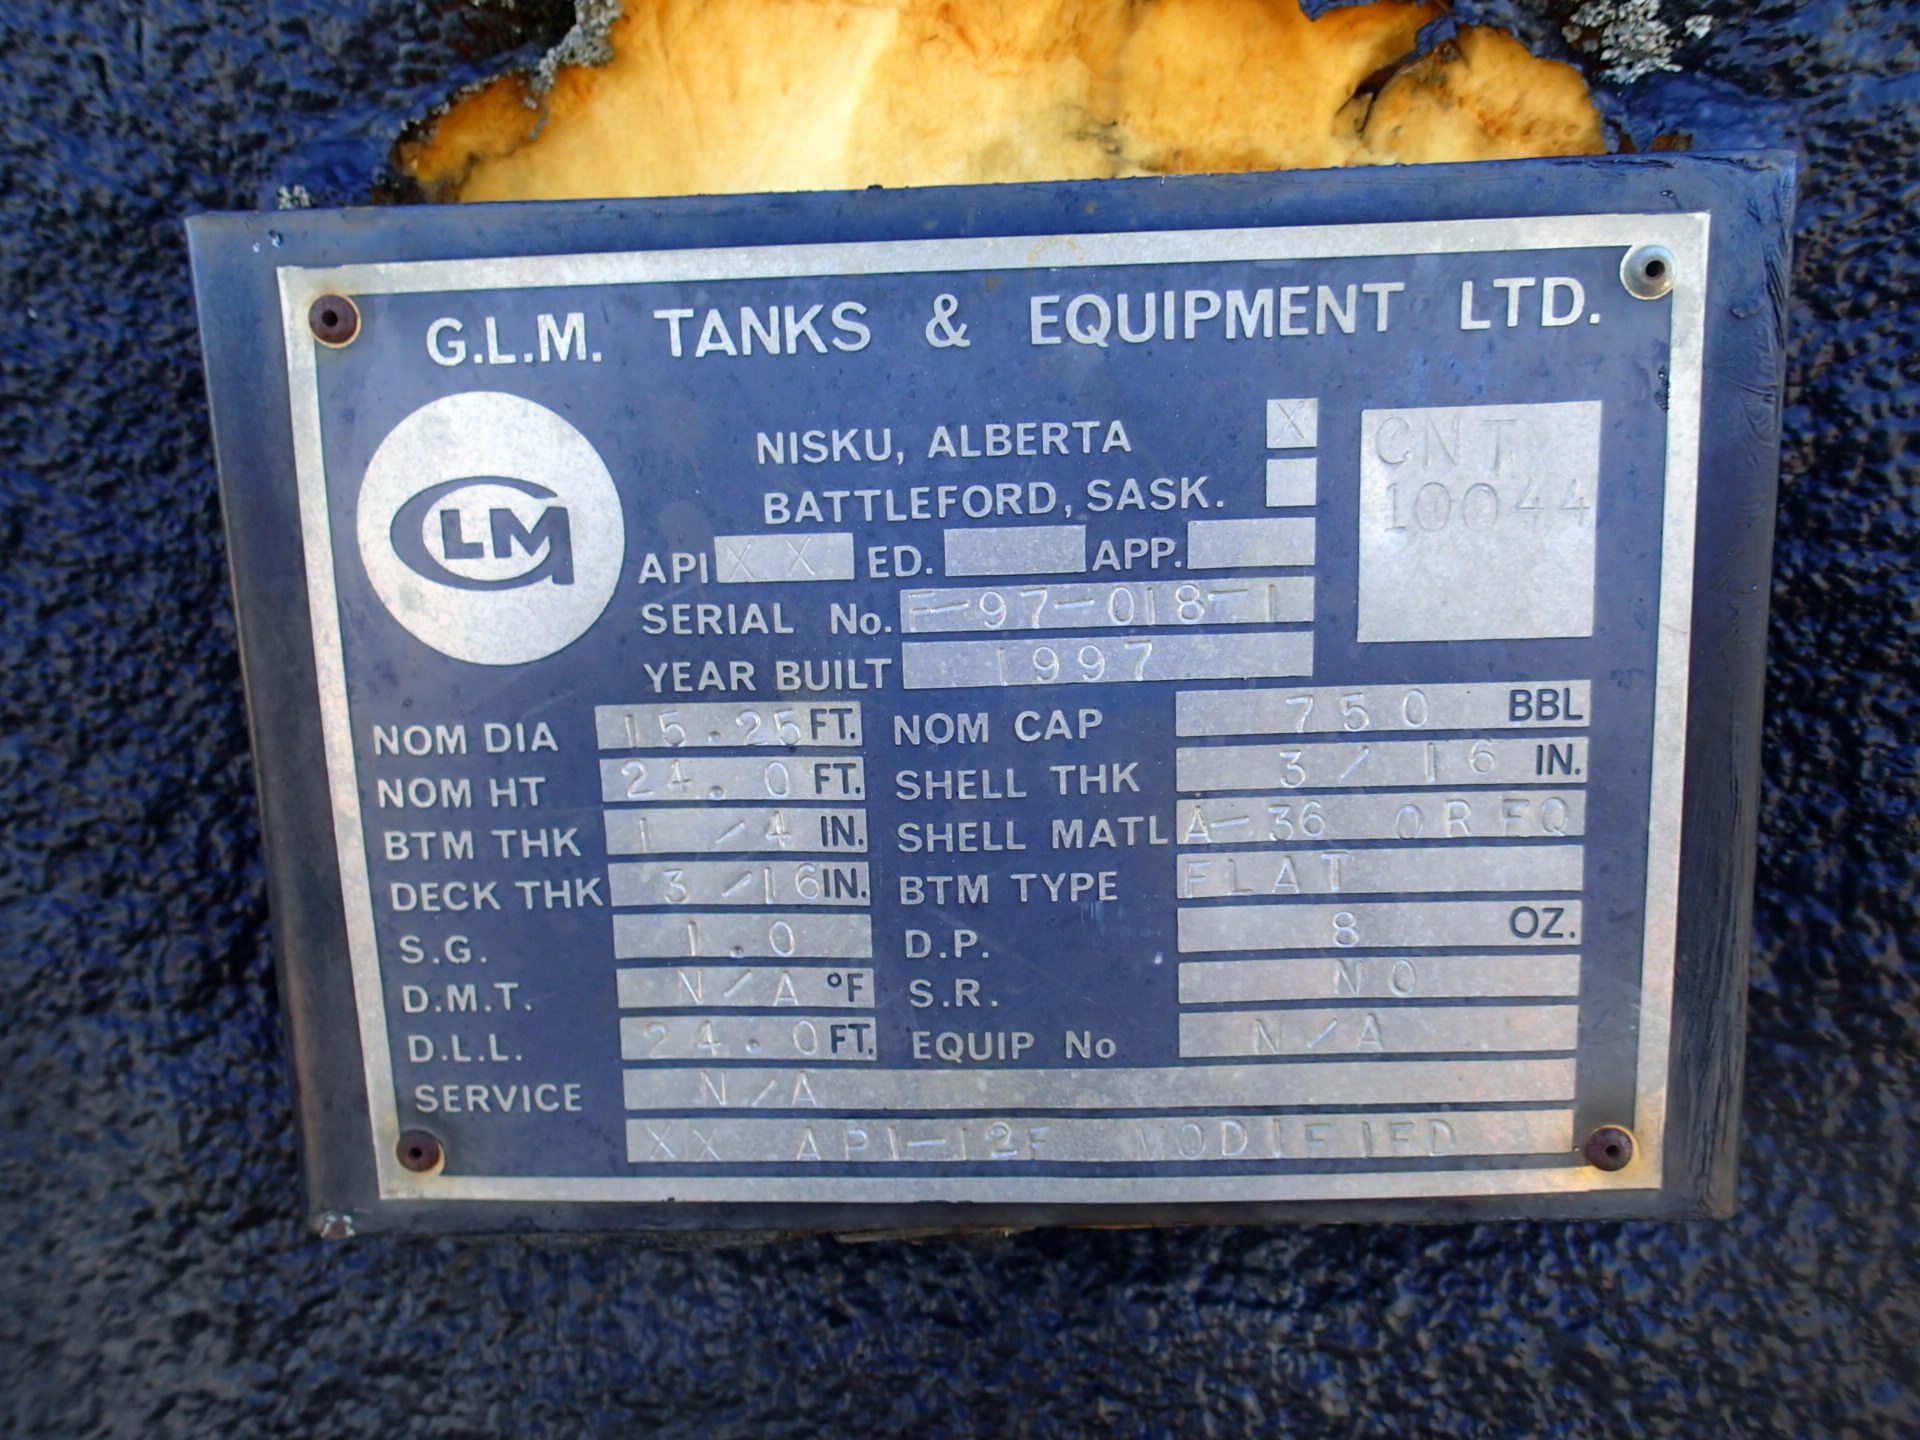 G.L.M. TANKS & EQUIPMENT LTD.
GLM
NISKU, ALBERTA X
BATTLEFORD, SASK.
CNT
10044
API XX ED. APP.
SERIAL No. F-97-018-1
YEAR BUILT 1997
NOM DIA 15.25 FT. NOM CAP 750 BBL
NOM HT 24.0 FT. SHELL THK 3/16 IN.
BTM THK 1/4 IN. SHELL MATL A-36 OR EQ
DECK THK 3/16 IN. BTM TYPE FLAT
S.G. 1.0 D.P. 8 OZ.
D.M.T. N/A °F S.R. NO
D.L.L. 24.0 FT. EQUIP No N/A
SERVICE N/A
XX API-12F MODIFIED